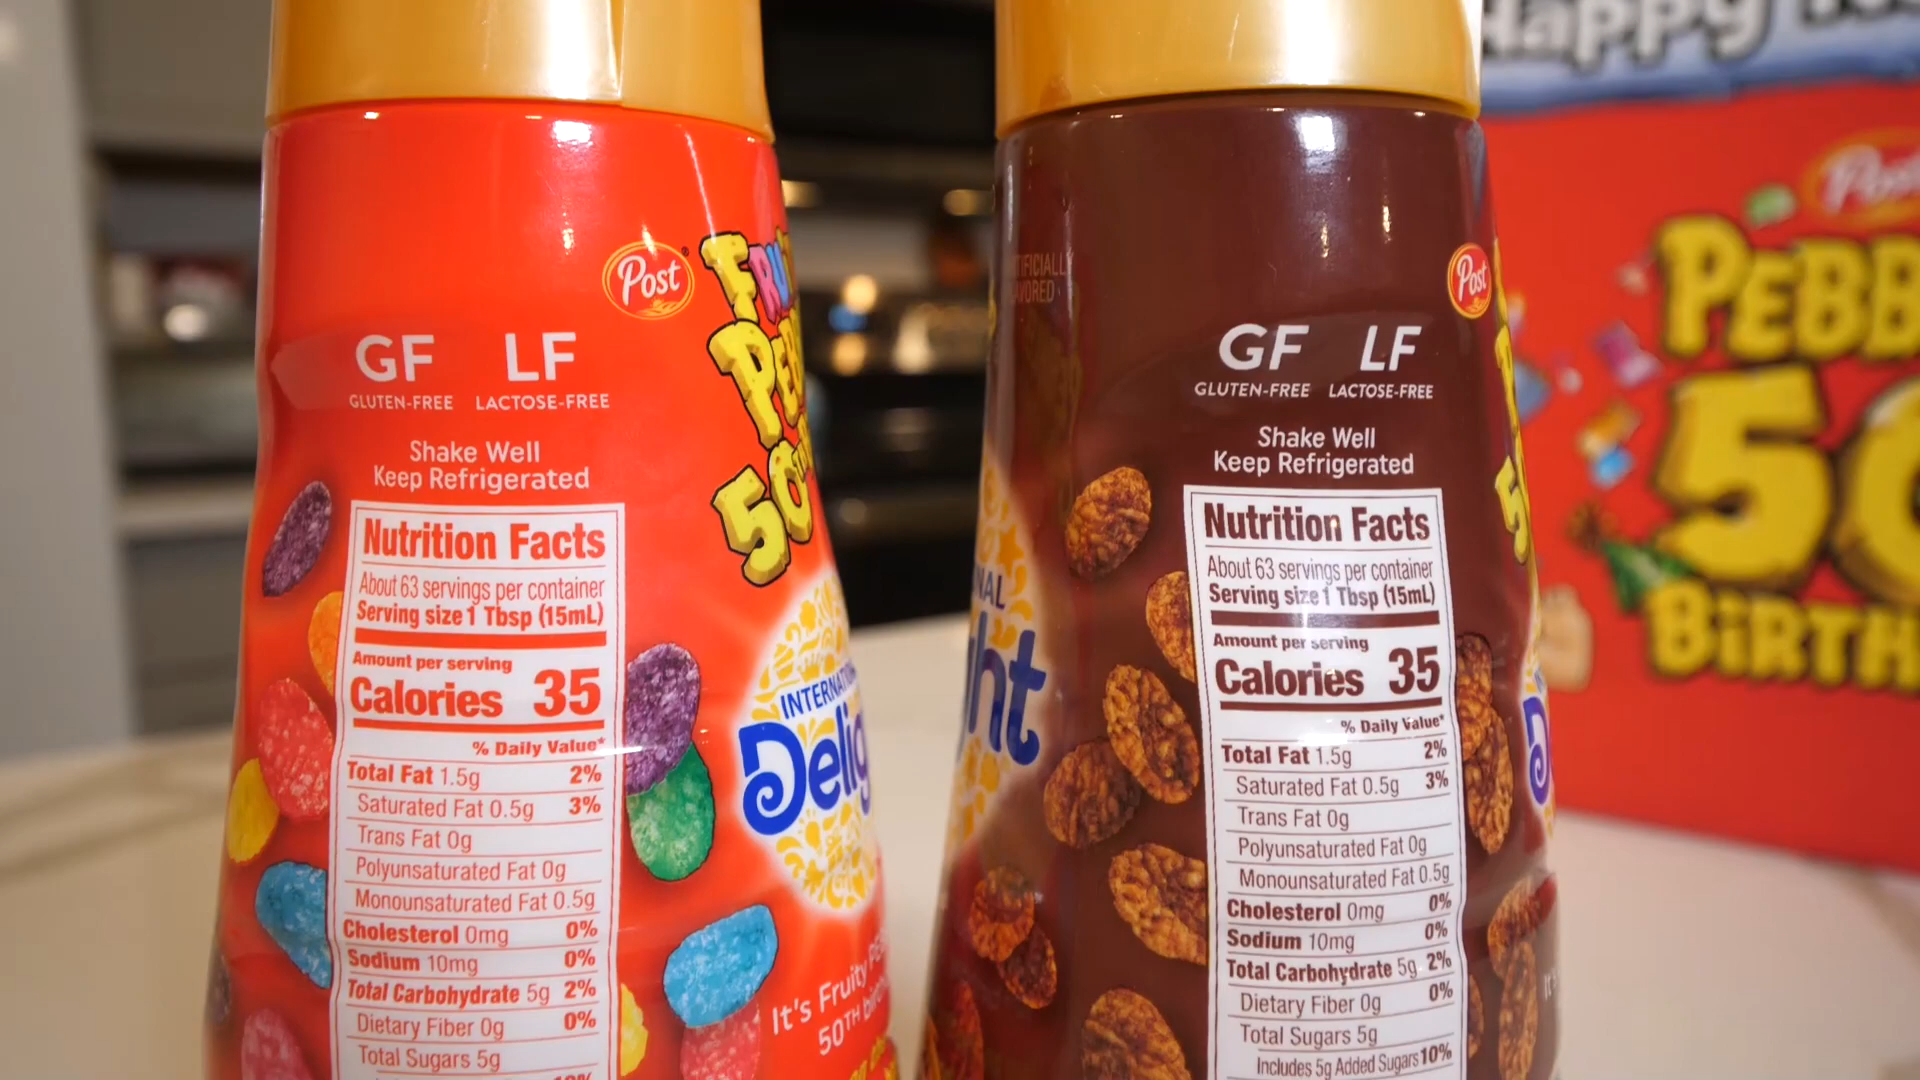 Post
GF LF
GLUTEN-FREE LACTOSE-FREE
Shake Well
Keep Refrigerated
Nutrition Facts
About 63 servings per container
Serving size 1 Tbsp (15mL)
Amount per serving
Calories 35
% Daily Value*
Total Fat 1.5g 2%
Saturated Fat 0.5g 3%
Trans Fat 0g
Polyunsaturated Fat 0g
Monounsaturated Fat 0.5g
Cholesterol 0mg 0%
Sodium 10mg 0%
Total Carbohydrate 5g 2%
Dietary Fiber 0g 0%
Total Sugars 5g
It's Fruity
50TH
Post
GF LF
GLUTEN-FREE LACTOSE-FREE
Shake Well
Keep Refrigerated
Nutrition Facts
About 63 servings per container
Serving size 1 Tbsp (15mL)
Amount per serving
Calories 35
% Daily Value*
Total Fat 1.5g 2%
Saturated Fat 0.5g 3%
Trans Fat 0g
Polyunsaturated Fat 0g
Monounsaturated Fat 0.5g
Cholesterol 0mg 0%
Sodium 10mg 0%
Total Carbohydrate 5g 2%
Dietary Fiber 0g 0%
Total Sugars 5g
Includes 5g Added Sugars 10%
Happy
Post
PEBB
50
BIRTH